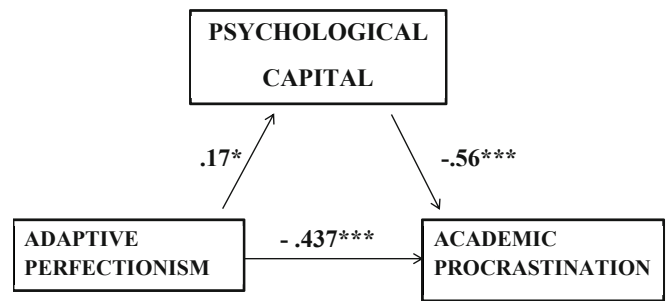 PSYCHOLOGICAL
CAPITAL
.17*
-.56***
ADAPTIVE
PERFECTIONISM
- .437***
ACADEMIC
PROCRASTINATION